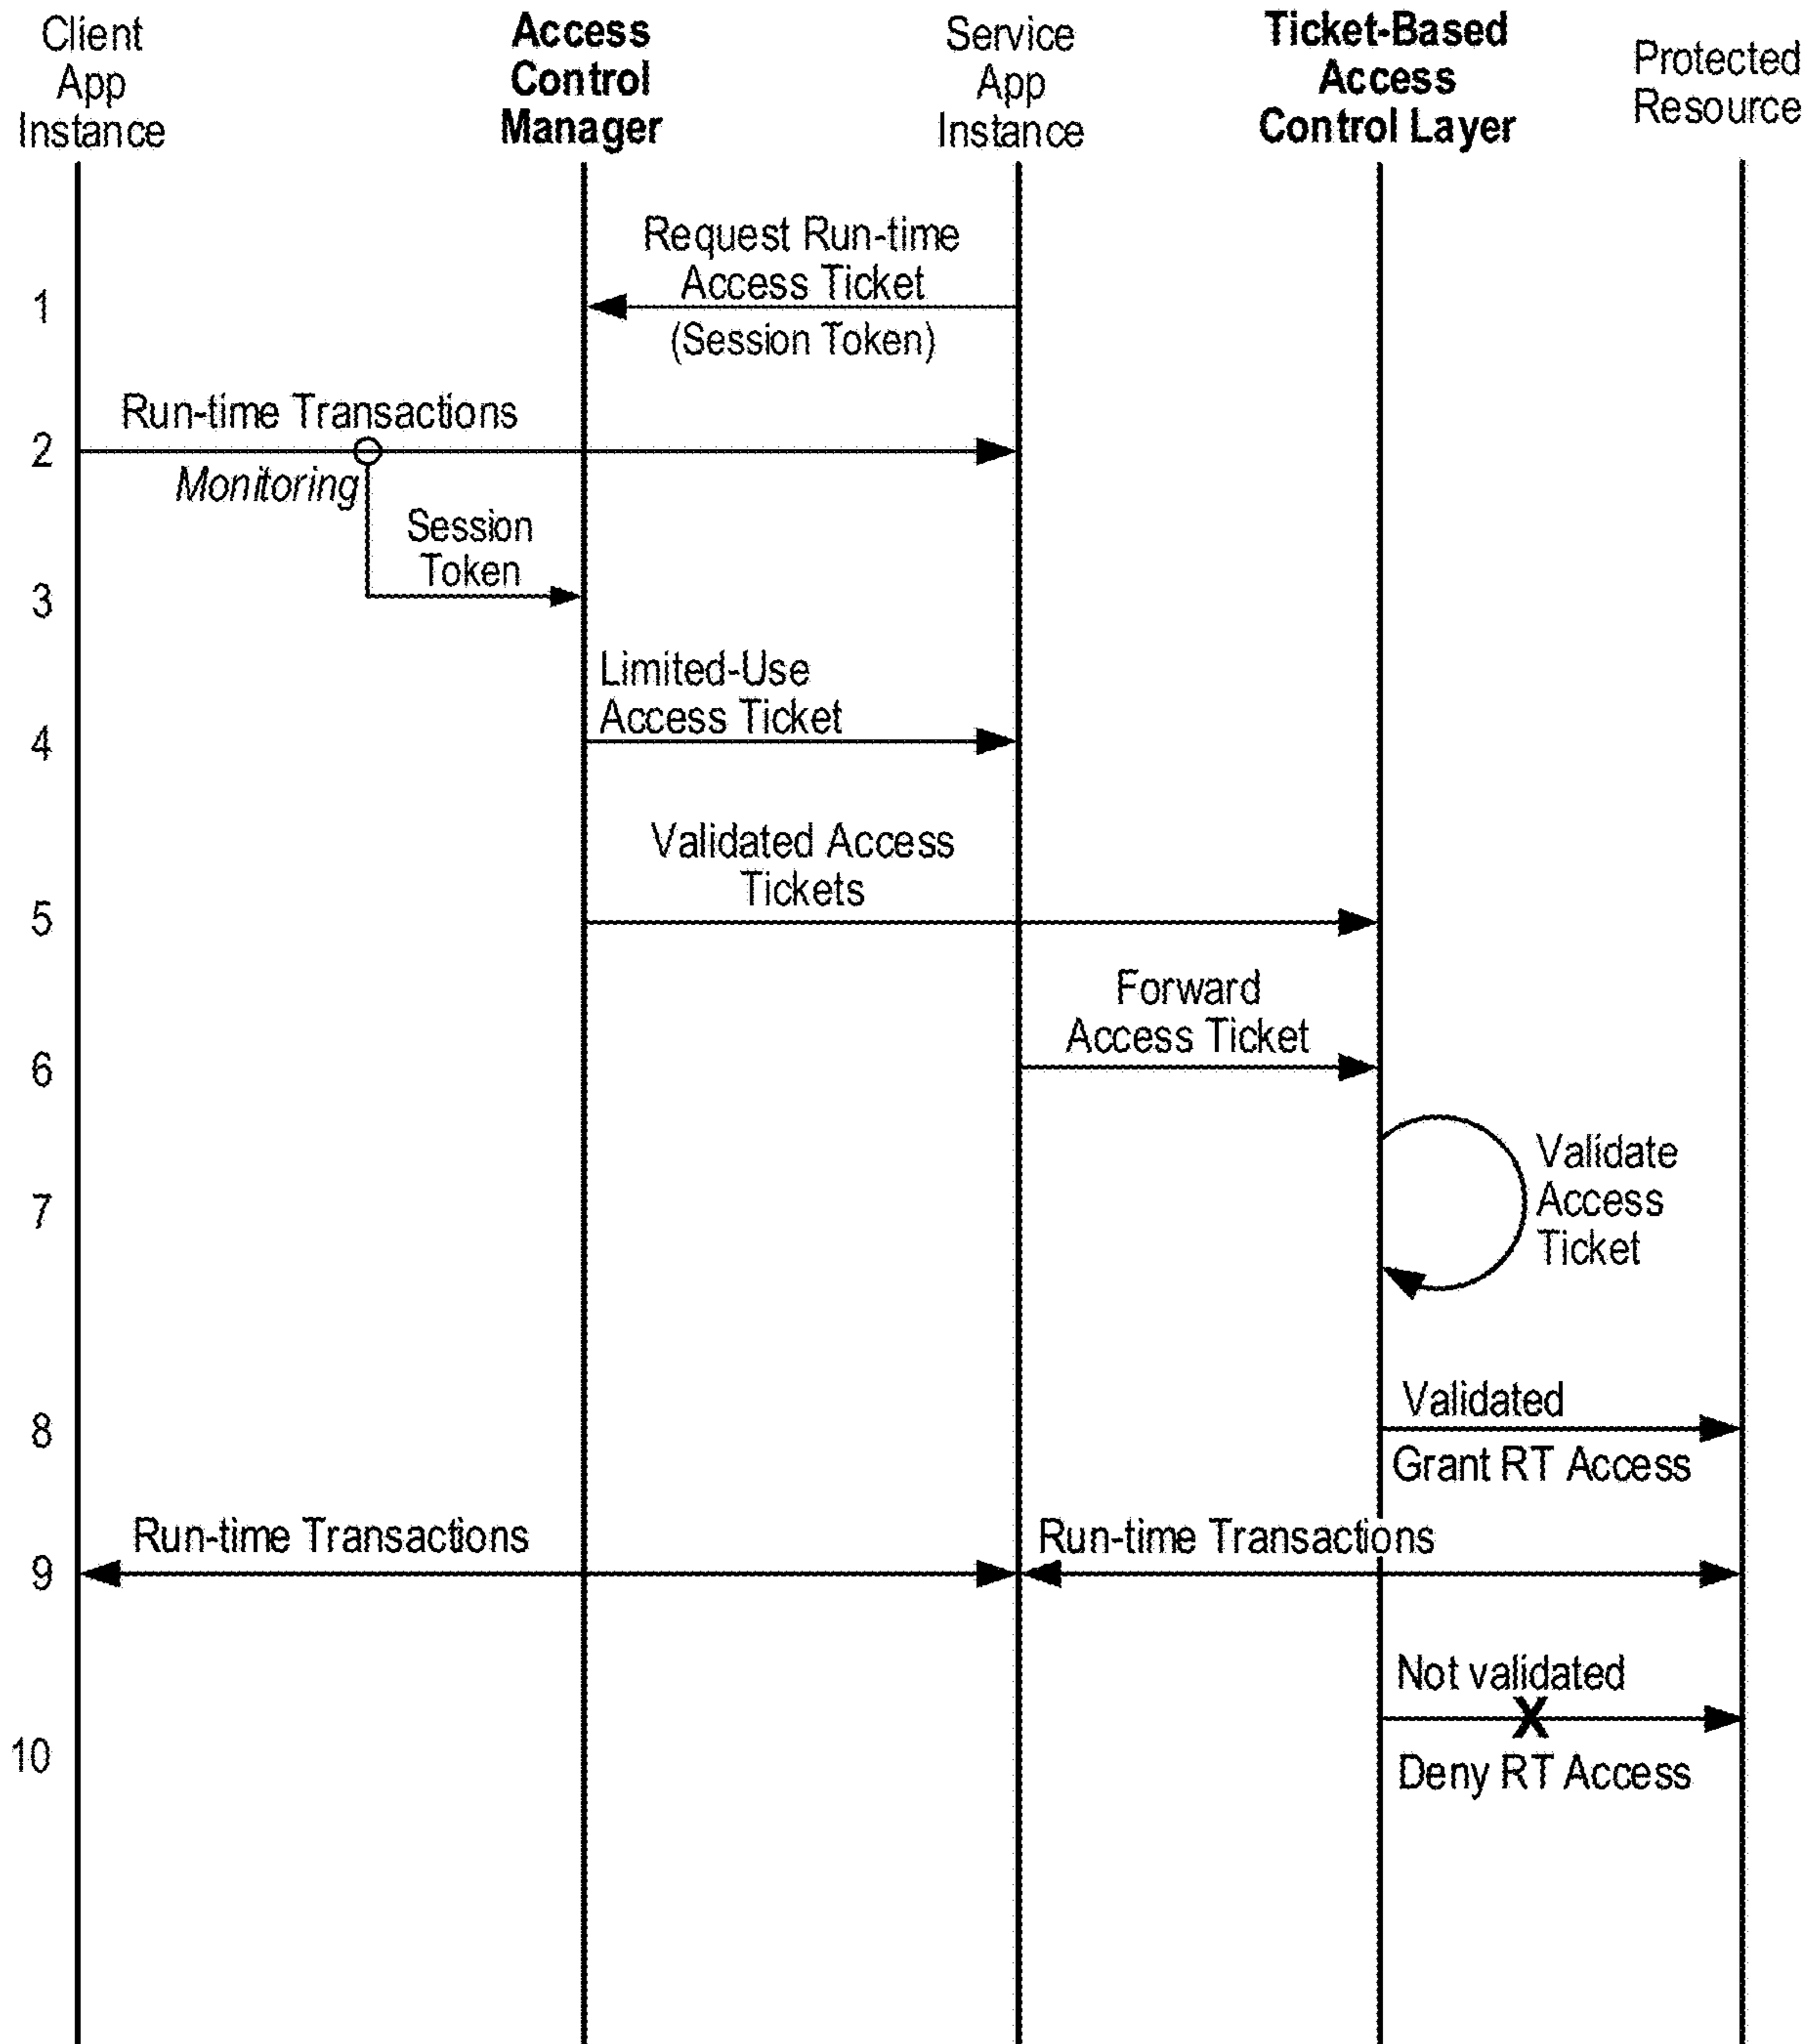 Client
App
Instance
Access
Control
Manager
Service
App
Instance
Ticket-Based
Access
Control Layer
Protected
Resource
Request Run-time
Access Ticket
1
(Session Token)
Run-time Transactions
2
Monitoring
Session
Token
3
Limited-Use
Access Ticket
4
Validated Access
Tickets
5
Forward
Access Ticket
6
Validate
Access
Ticket
7
Validated
8
Grant RT Access
Run-time Transactions
Run-time Transactions
9
Not validated
X
10
Deny RT Access